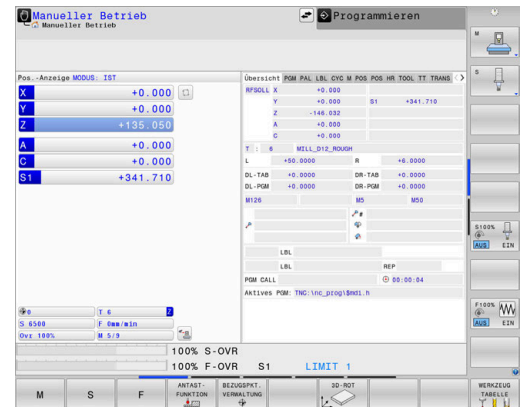 Manueller Betrieb
Manueller Betrieb
Programmieren
Pos.-Anzeige MODUS: IST
X +0.000
Y +0.000
Z +135.050
A +0.000
C +0.000
S1 +341.710
0 T 6 Z
S 6500 F 0mm/min
Ovr 100% M 5/9
Übersicht PGM PAL LBL CYC M POS POS HR TOOL TT TRANS
RFSOLL X +0.000
Y +0.000 S1 +341.710
Z -146.032
A +0.000
C +0.000
T : 6 MILL_D12_ROUGH
L +50.0000 R +6.0000
DL-TAB +0.0000 DR-TAB +0.0000
DL-PGM +0.0000 DR-PGM +0.0000
M126 M5 M50
LBL
LBL REP
PGM CALL 00:00:04
Aktives PGM: TNC:\nc_prog\$mdi.h
100% S-OVR
100% F-OVR S1 LIMIT 1
M
S
F
ANTAST-
FUNKTION
BEZUGSPKT.
VERWALTUNG
3D-ROT
WERKZEUG
TABELLE
M
S
S100%
AUS EIN
F100%
AUS EIN